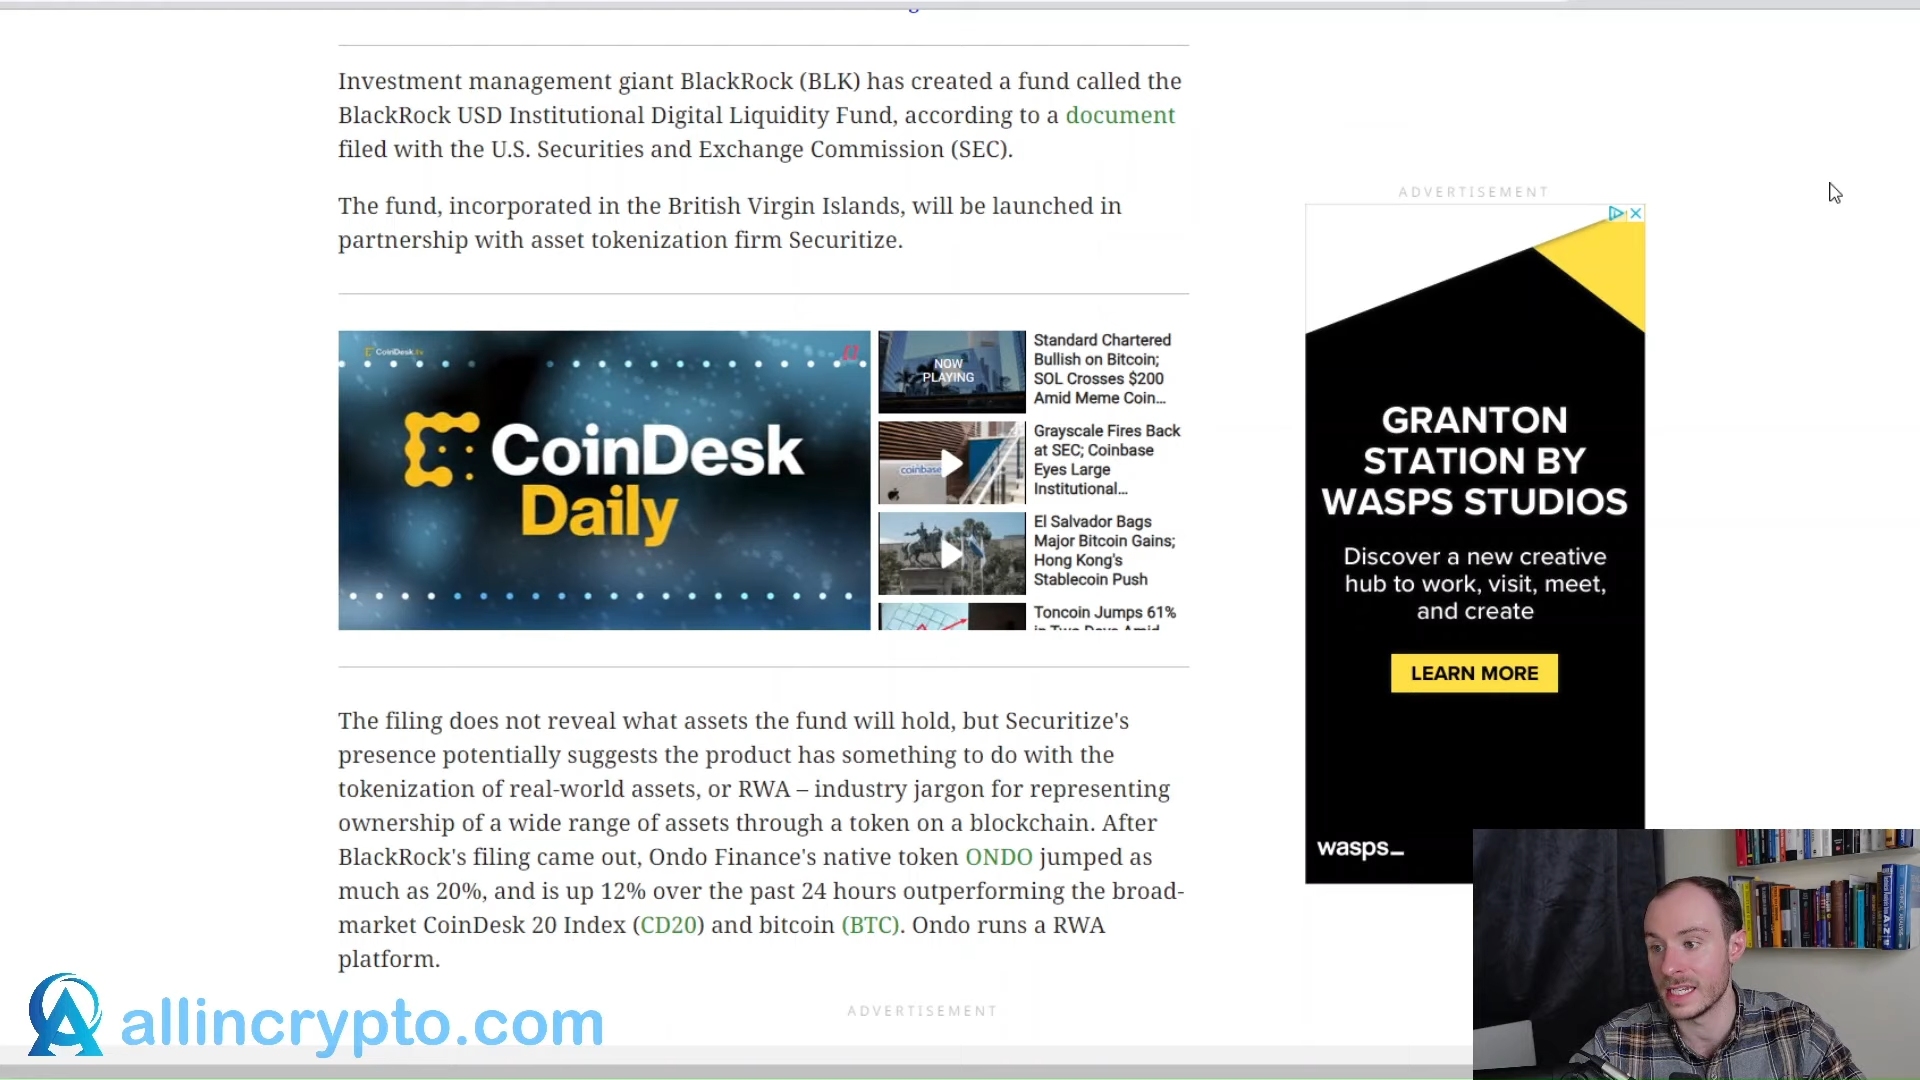 Investment management giant BlackRock (BLK) has created a fund called the
BlackRock USD Institutional Digital Liquidity Fund, according to a document
filed with the U.S. Securities and Exchange Commission (SEC).
The fund, incorporated in the British Virgin Islands, will be launched in
partnership with asset tokenization firm Securitize.
CoinDesk
CoinDesk
Daily
NOW
PLAYING
Standard Chartered
Bullish on Bitcoin;
SOL Crosses $200
Amid Meme Coin...
coinbase
Grayscale Fires Back
at SEC; Coinbase
Eyes Large
Institutional...
El Salvador Bags
Major Bitcoin Gains;
Hong Kong's
Stablecoin Push
Toncoin Jumps 61%
in Two Days Amid
The filing does not reveal what assets the fund will hold, but Securitize's
presence potentially suggests the product has something to do with the
tokenization of real-world assets, or RWA – industry jargon for representing
ownership of a wide range of assets through a token on a blockchain. After
BlackRock's filing came out, Ondo Finance's native token ONDO jumped as
much as 20%, and is up 12% over the past 24 hours outperforming the broad-
market CoinDesk 20 Index (CD20) and bitcoin (BTC). Ondo runs a RWA
platform.
ADVERTISEMENT
ADVERTISEMENT
GRANTON
STATION BY
WASPS STUDIOS
Discover a new creative
hub to work, visit, meet,
and create
LEARN MORE
wasps_
allincrypto.com